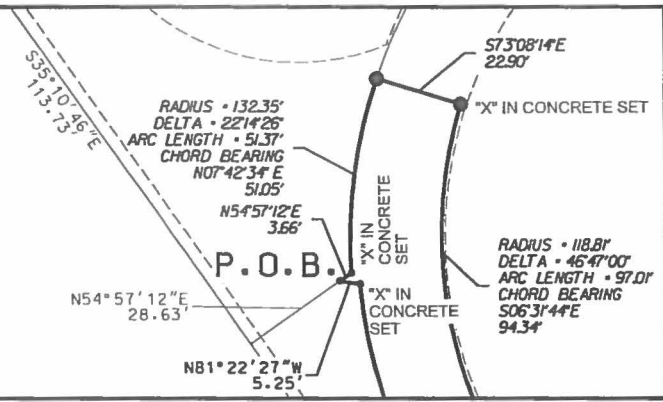 S35°10'46"E
113.73'
S73°08'14"E
22.90'
"X" IN CONCRETE SET
RADIUS = 132.35'
DELTA = 22°14'26"
ARC LENGTH = 51.37'
CHORD BEARING
N07°42'34" E
51.05'
N54°57'12"E
3.66'
"X" IN
CONCRETE
SET
P.O.B.
"X" IN
CONCRETE
SET
N54°57'12"E
28.63'
N81°22'27"W
5.25'
RADIUS = 118.81'
DELTA = 46°47'00"
ARC LENGTH = 97.01'
CHORD BEARING
S06°31'44"E
94.34'